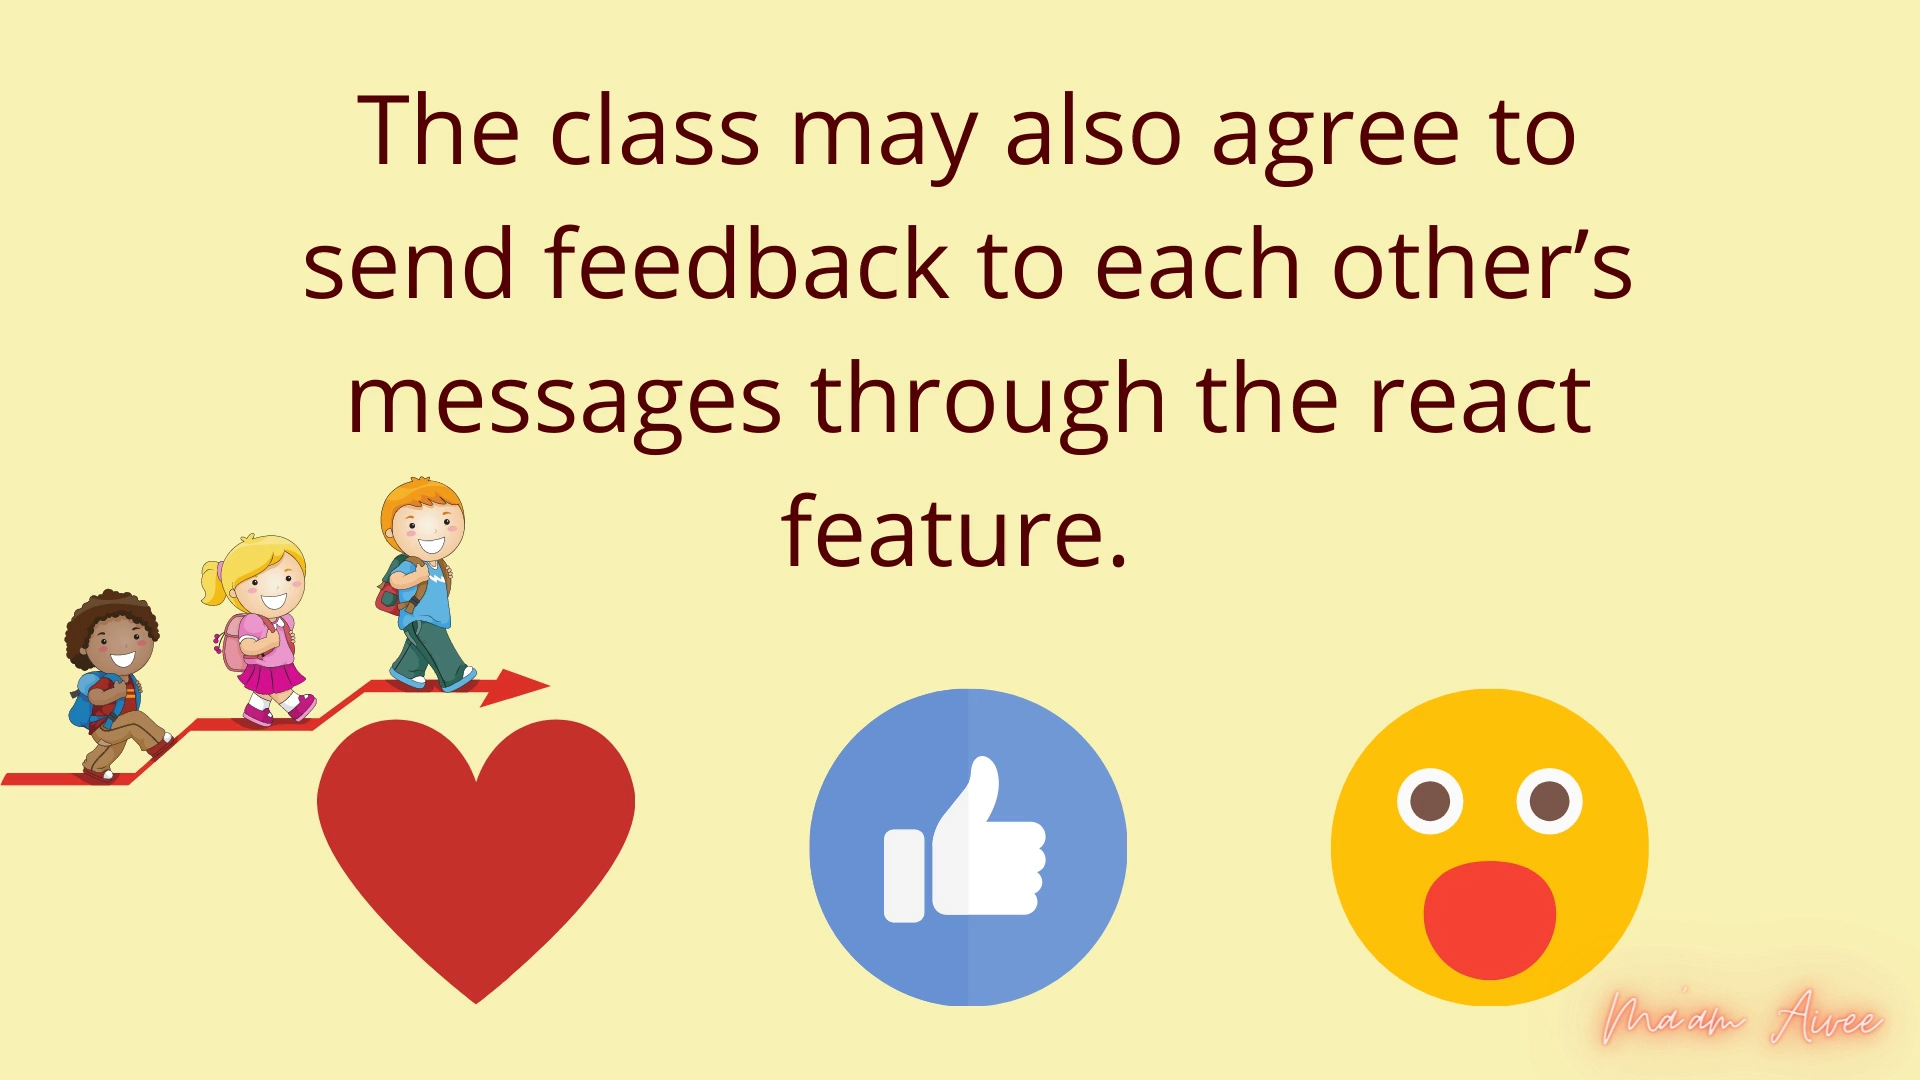 The class may also agree to
send feedback to each other’s
messages through the react
feature.
Ma'am Aivee